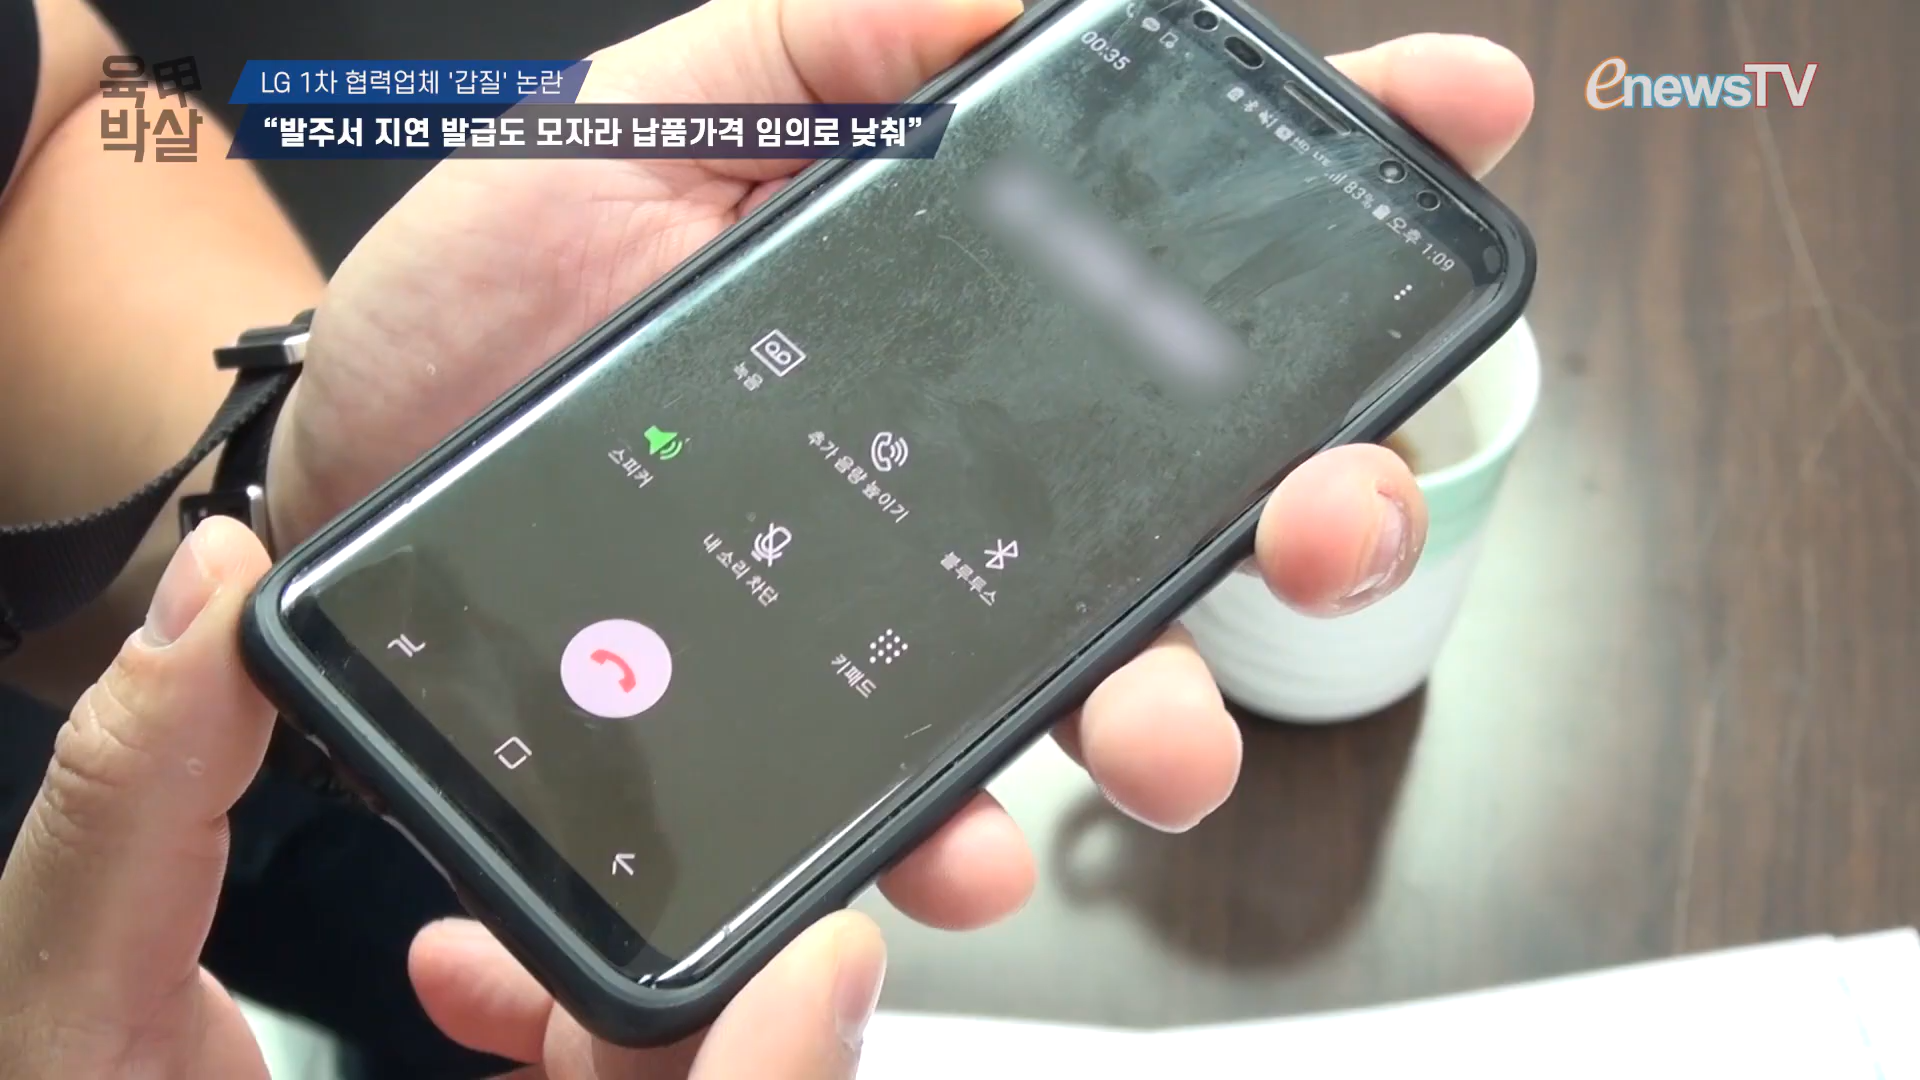 육甲
박살
LG 1차 협력업체 '갑질' 논란
“발주서 지연 발급도 모자라 납품가격 임의로 낮춰”
enewsTV
00:35
HD LTE 83% 오후 1:09
녹음
추가 음량 높이기
블루투스
스피커
내 소리 차단
키패드